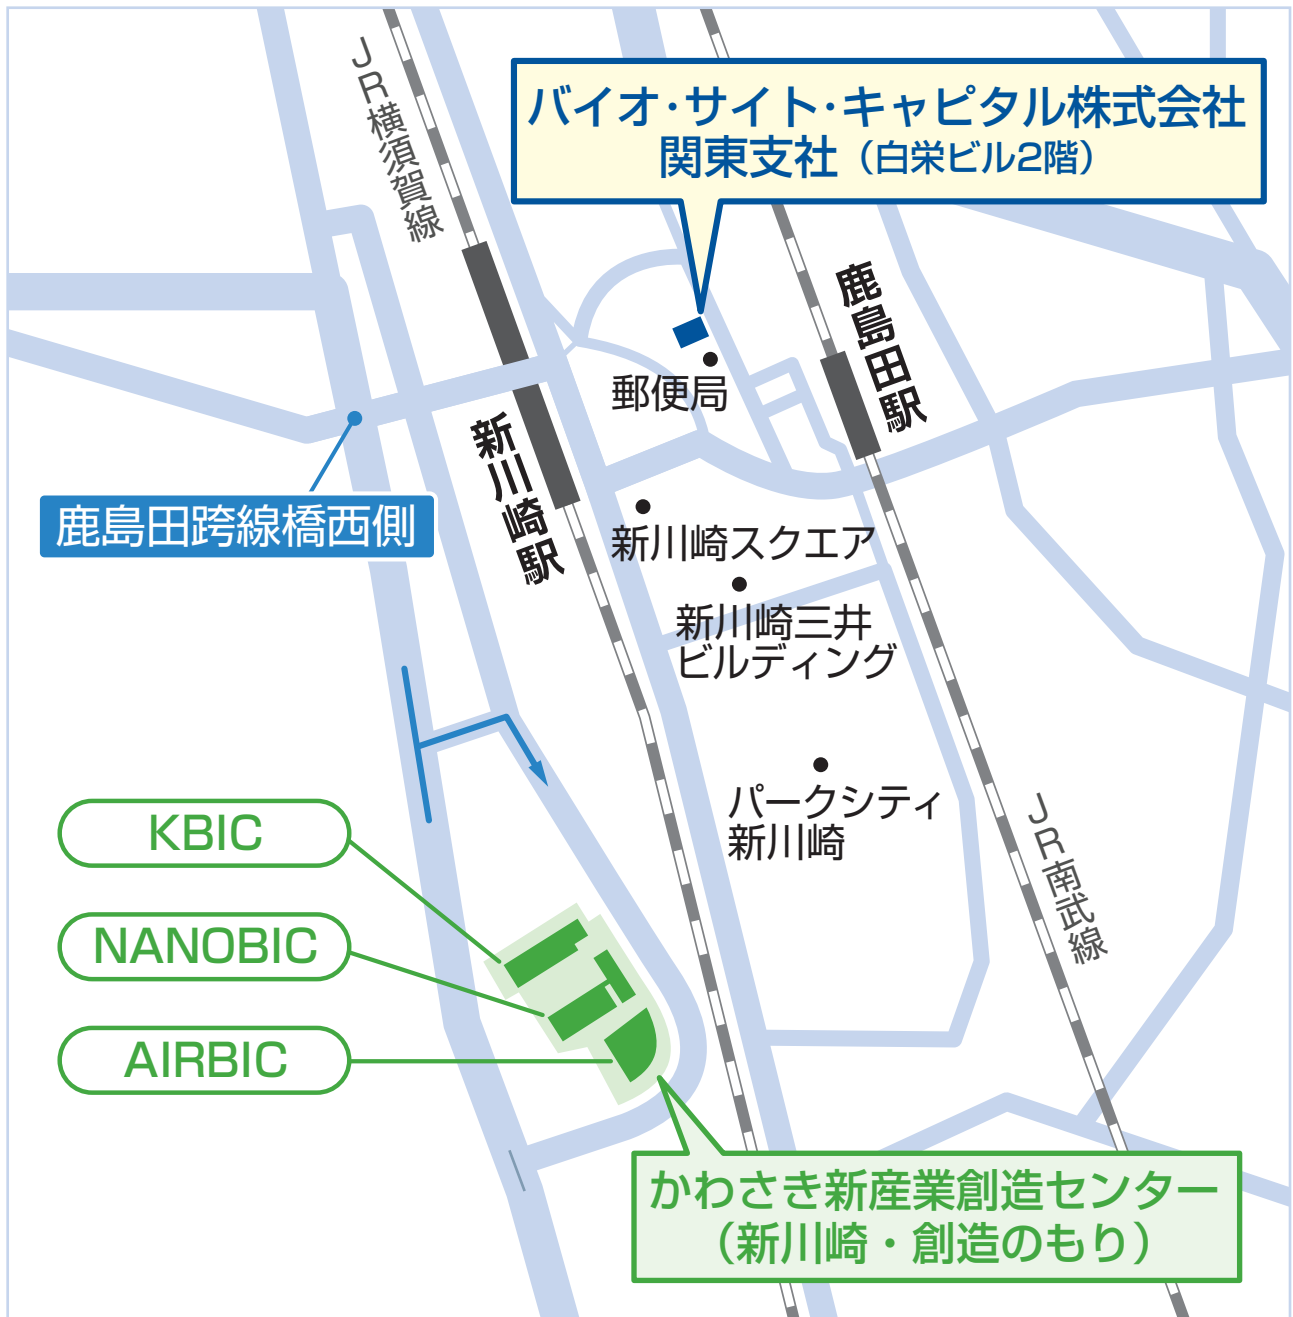 JR横須賀線
バイオ・サイト・キャピタル株式会社
関東支社（白栄ビル2階）
鹿島田駅
郵便局
新川崎駅
鹿島田跨線橋西側
新川崎スクエア
新川崎三井
ビルディング
パークシティ
新川崎
JR南武線
KBIC
NANOBIC
AIRBIC
かわさき新産業創造センター
（新川崎・創造のもり）